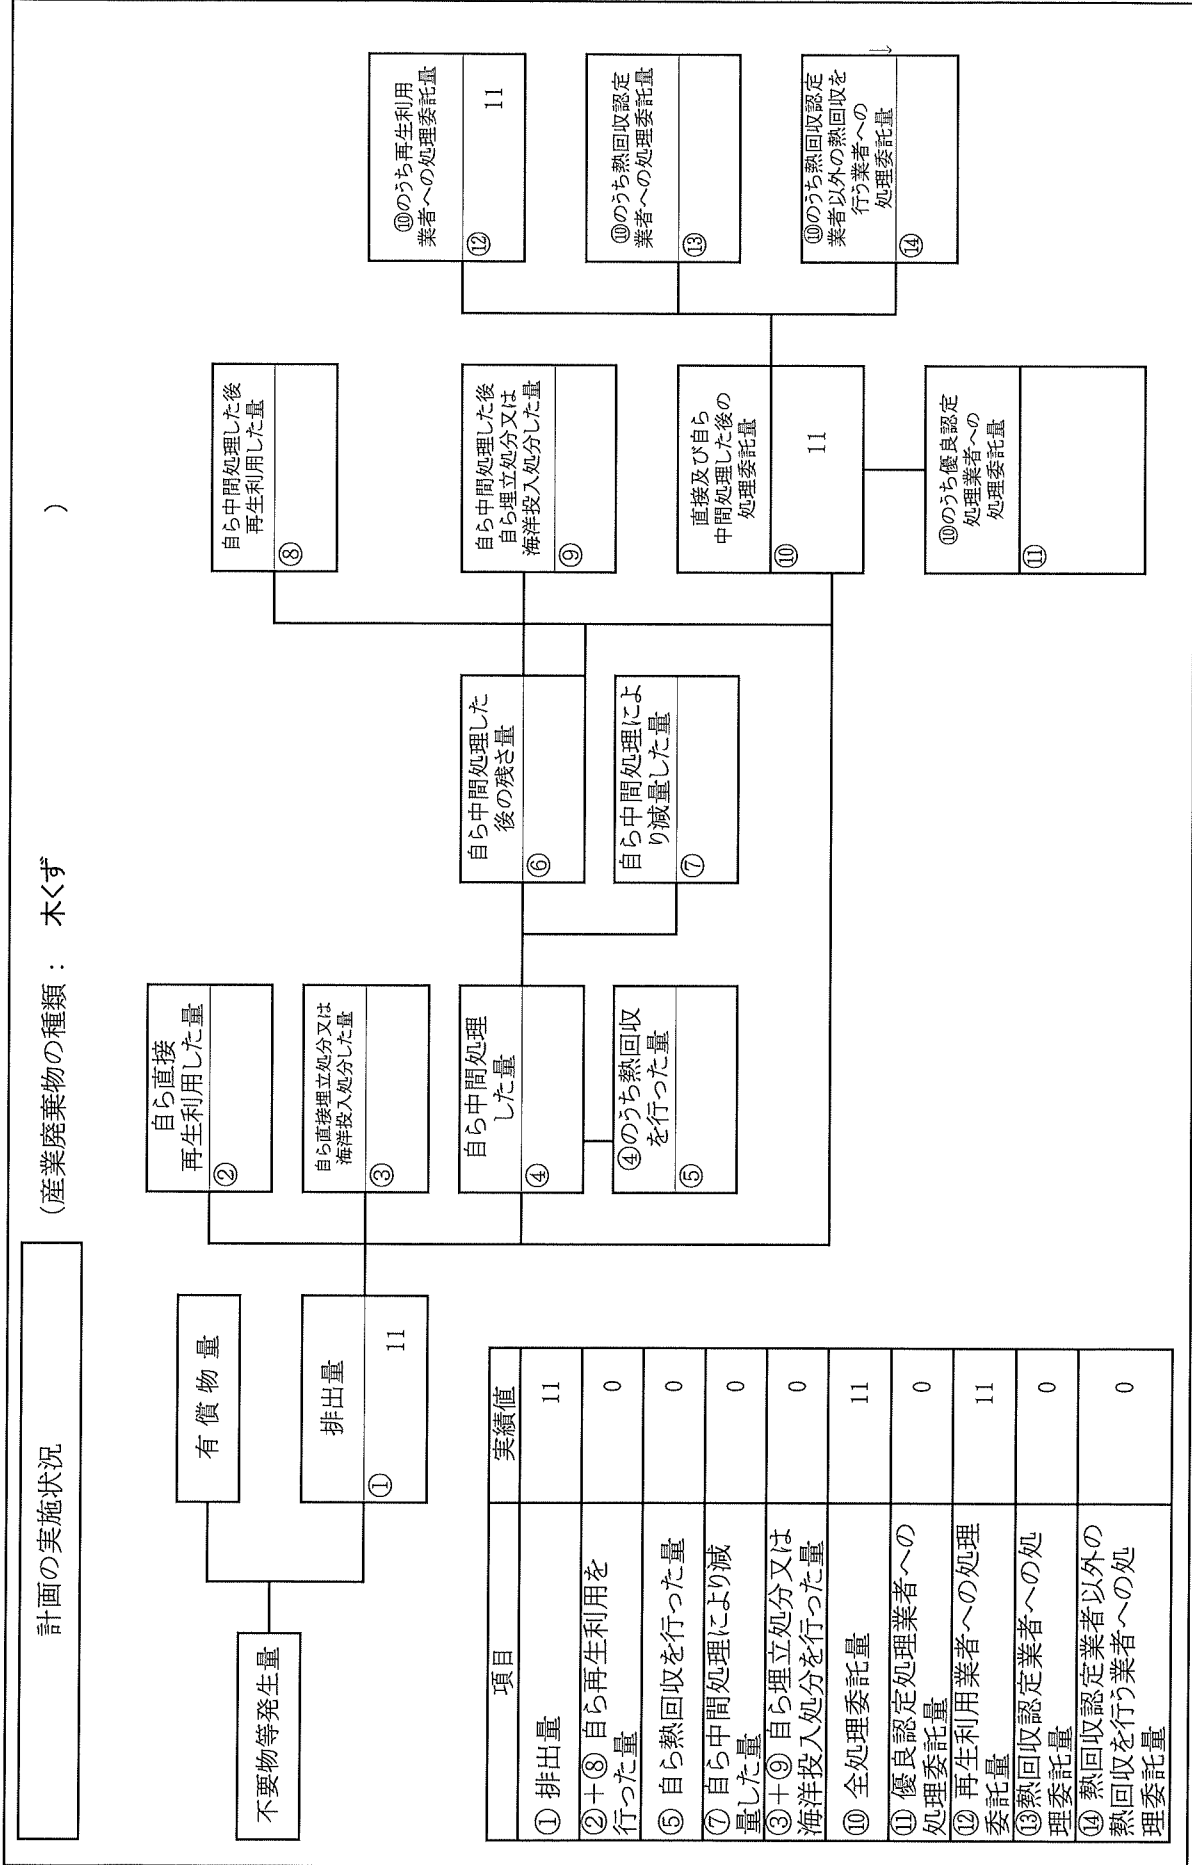 計画の実施状況
(産業廃棄物の種類： 木くず )
不要物等発生量
有償物量
排出量
①
11
自ら直接
再生利用した量
②
自ら直接埋立処分又は
海洋投入処分した量
③
自ら中間処理
した量
④
④のうち熱回収
を行った量
⑤
自ら中間処理した
後の残さ量
⑥
自ら中間処理によ
り減量した量
⑦
自ら中間処理した後
再生利用した量
⑧
自ら中間処理した後
自ら埋立処分又は
海洋投入処分した量
⑨
直接及び自ら
中間処理した後の
処理委託量
⑩
11
⑩のうち優良認定
処理業者への
処理委託量
⑪
⑩のうち再生利用
業者への処理委託量
⑫
11
⑩のうち熱回収認定
業者への処理委託量
⑬
⑩のうち熱回収認定
業者以外の熱回収を
行う業者への
処理委託量
⑭
項目 実績値
① 排出量 11
②＋⑧ 自ら再生利用を
行った量 0
⑤ 自ら熱回収を行った量 0
⑦ 自ら中間処理により減
量した量 0
③＋⑨ 自ら埋立処分又は
海洋投入処分を行った量 0
⑩ 全処理委託量 11
⑪ 優良認定処理業者への
処理委託量 0
⑫ 再生利用業者への処理
委託量 11
⑬熱回収認定業者への処
理委託量 0
⑭ 熱回収認定業者以外の
熱回収を行う業者への処
理委託量 0